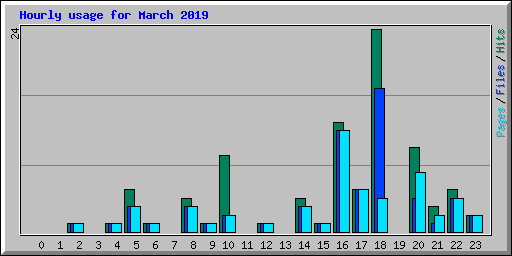 Hourly usage for March 2019
24
Pages/Files/Hits
0 1 2 3 4 5 6 7 8 9 10 11 12 13 14 15 16 17 18 19 20 21 22 23